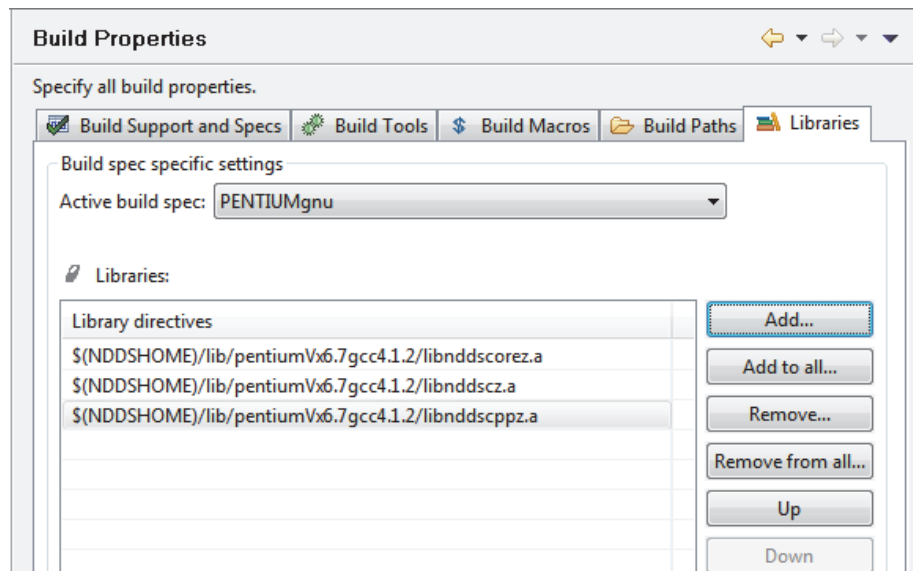 Build Properties
Specify all build properties.
Build Support and Specs Build Tools $ Build Macros Build Paths Libraries
Build spec specific settings
Active build spec: PENTIUMgnu
Libraries:
Library directives
$(NDDSHOME)/lib/pentiumVx6.7gcc4.1.2/libnddscorez.a
$(NDDSHOME)/lib/pentiumVx6.7gcc4.1.2/libnddscz.a
$(NDDSHOME)/lib/pentiumVx6.7gcc4.1.2/libnddscppz.a
Add...
Add to all...
Remove...
Remove from all...
Up
Down